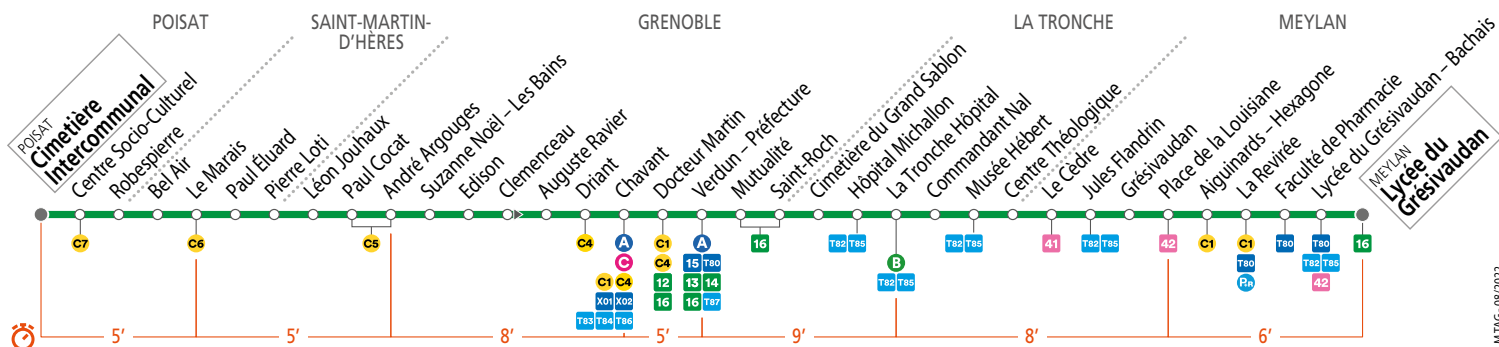 POISAT
SAINT-MARTIN-
D'HÈRES
GRENOBLE
LA TRONCHE
MEYLAN
POISAT
Cimetière
Intercommunal
Centre Socio-Culturel
Robespierre
Bel Air
Le Marais
Paul Éluard
Pierre Loti
Léon Jouhaux
Paul Cocat
André Argouges
Suzanne Noël – Les Bains
Edison
Clemenceau
Auguste Ravier
Driant
Chavant
Docteur Martin
Verdun – Préfecture
Mutualité
Saint-Roch
Cimetière du Grand Sablon
Hôpital Michallon
La Tronche Hôpital
Commandant Nal
Musée Hébert
Centre Théologique
Le Cèdre
Jules Flandrin
Grésivaudan
Place de la Louisiane
Aiguinards – Hexagone
La Revirée
Faculté de Pharmacie
Lycée du Grésivaudan – Bachais
MEYLAN
Lycée du
Grésivaudan
C7
C6
C5
C4
A
C
C1 C4
X01 X02
T83 T84 T86
C1
C4
12
16
A
15 T80
13 14
16 T87
16
T82 T85
B
T82 T85
T82 T85
41
T82 T85
42
C1
C1
T80
P+R
T80
T80
T82 T85
42
16
5’
5’
8’
5’
9’
8’
6’
MTAG - 08/2022